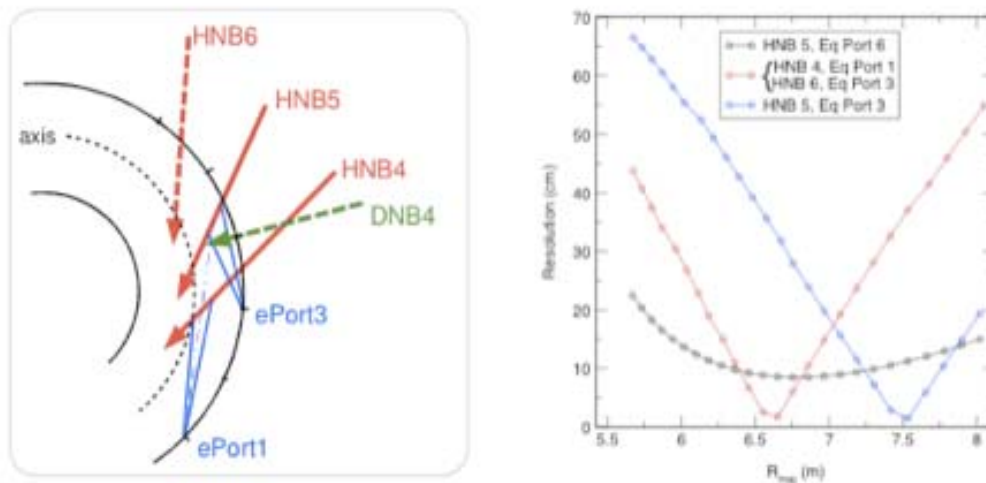 HNB6
HNB5
axis
HNB4
DNB4
ePort3
ePort1
70
60
50
40
30
20
10
0
Resolution (cm)
HNB 5, Eq Port 6
HNB 4, Eq Port 1
HNB 6, Eq Port 3
HNB 5, Eq Port 3
5.5
6
6.5
7
7.5
8
(m)